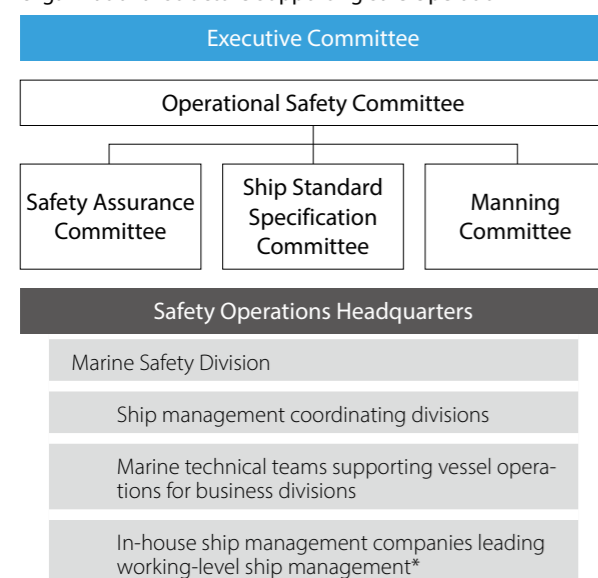 Executive Committee
Operational Safety Committee
Safety Assurance
Committee
Ship Standard
Specification
Committee
Manning
Committee
Safety Operations Headquarters
Marine Safety Division
Ship management coordinating divisions
Marine technical teams supporting vessel opera-
tions for business divisions
In-house ship management companies leading
working-level ship management*